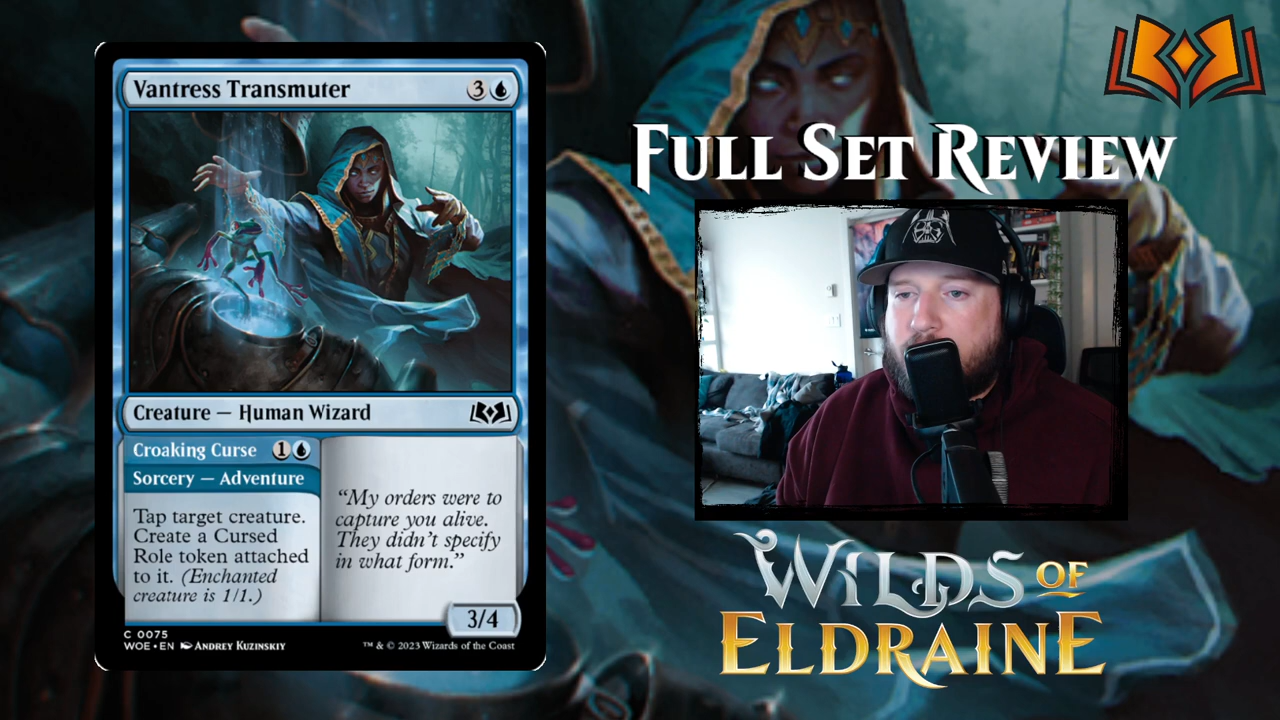 Vantress Transmuter 3
Creature — Human Wizard
Croaking Curse 1
Sorcery — Adventure
Tap target creature.
Create a Cursed
Role token attached
to it. (Enchanted
creature is 1/1.)
“My orders were to
capture you alive.
They didn’t specify
in what form.”
3/4
C 0075
WOE • EN ANDREY KUZINSKIY
™ & © 2023 Wizards of the Coast
FULL SET REVIEW
WILDS OF
ELDRAINE